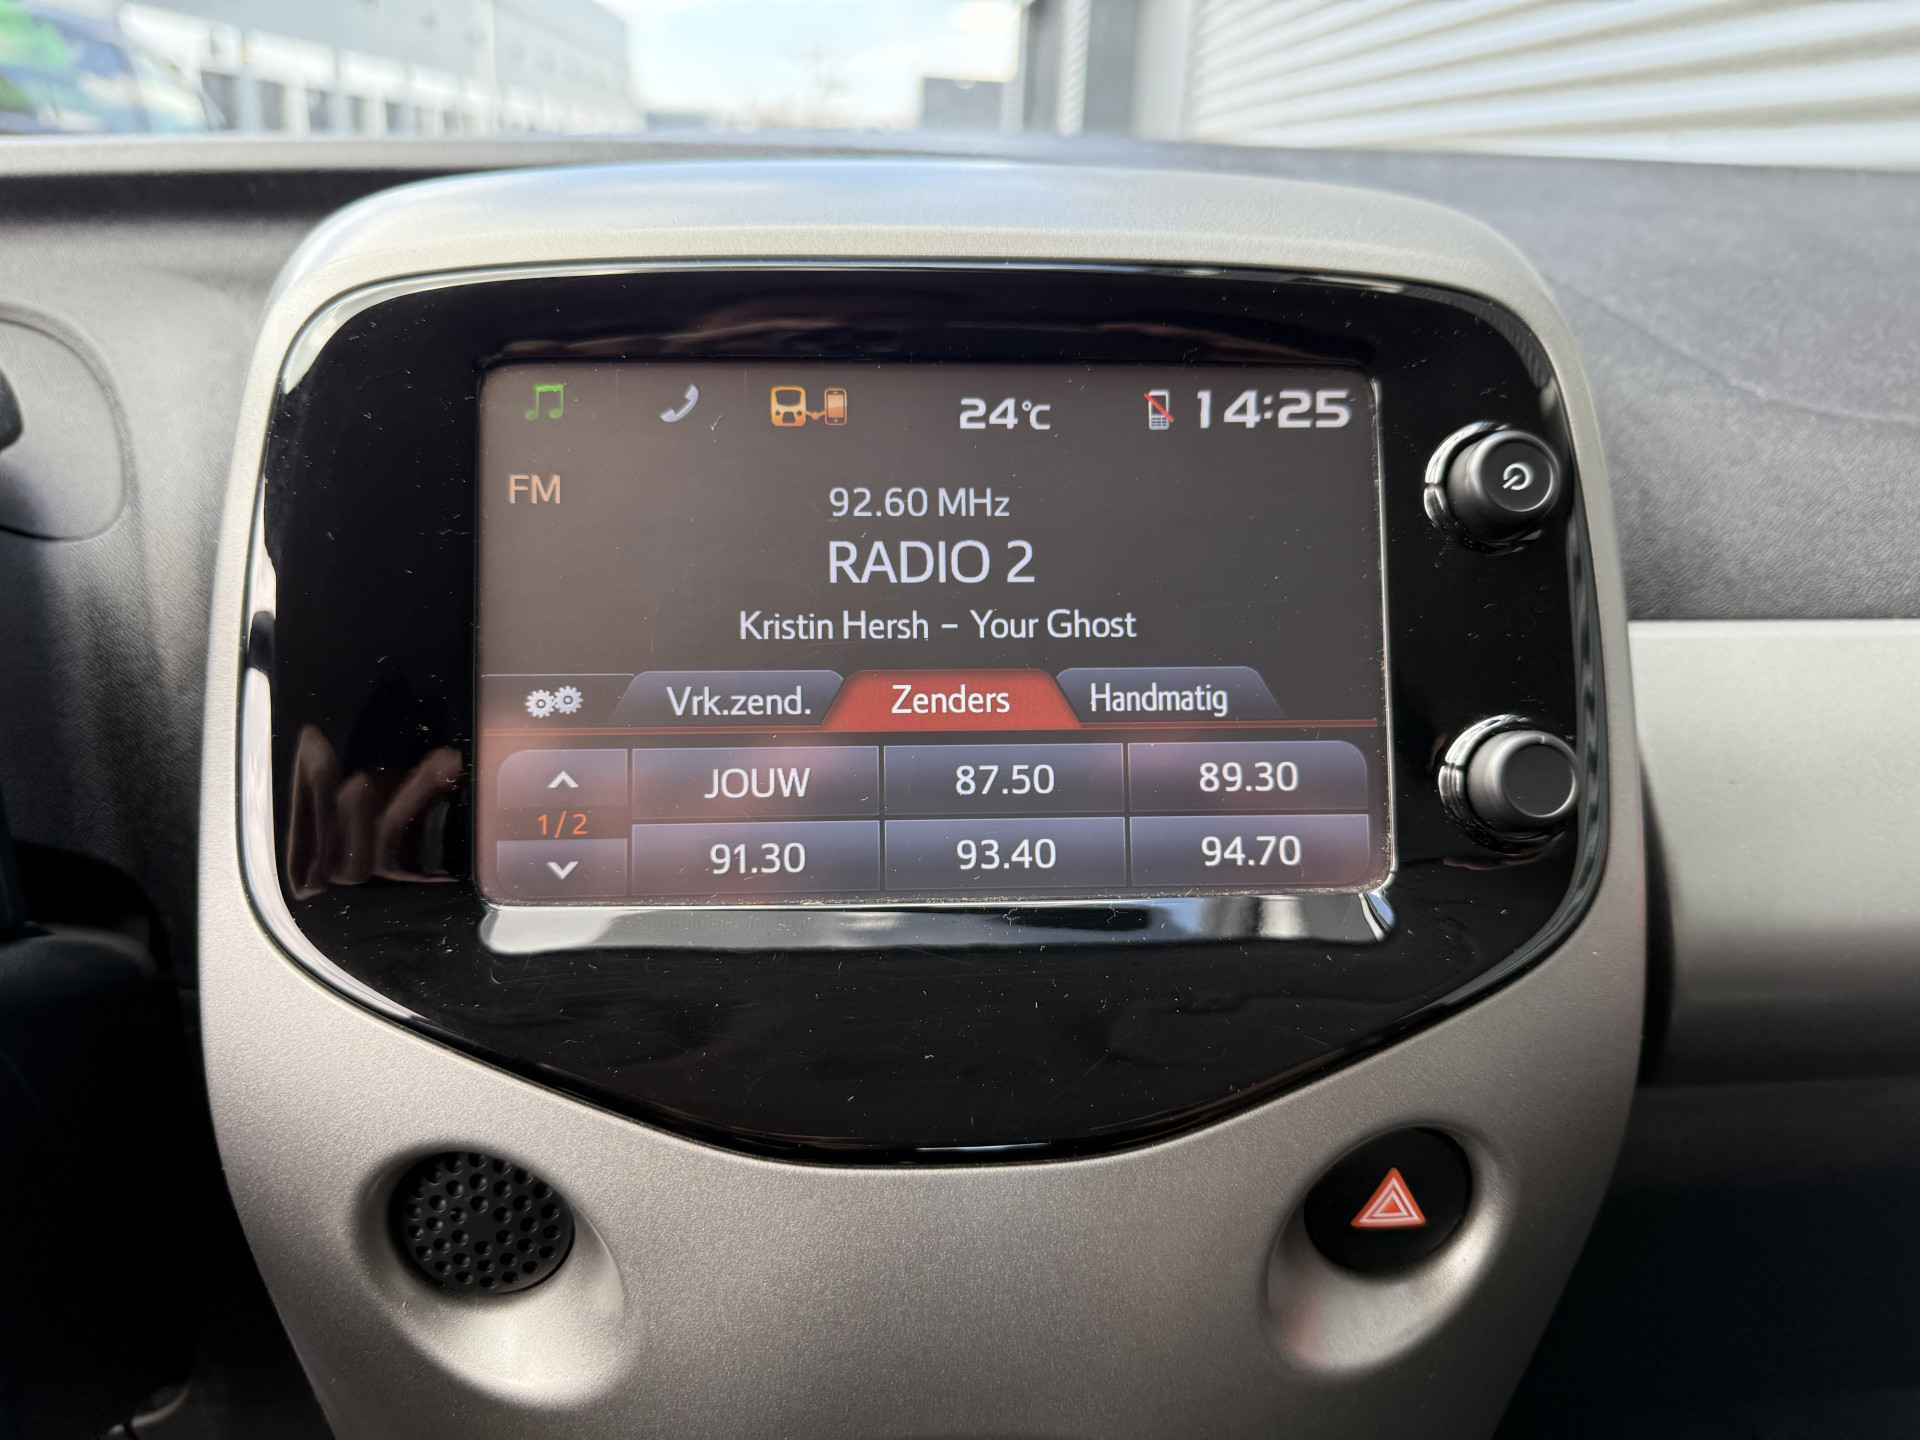 24°C 14:25
FM
92.60 MHz
RADIO 2
Kristin Hersh - Your Ghost
Vrk.zend. Zenders Handmatig
JOUW 87.50 89.30
1/2
91.30 93.40 94.70